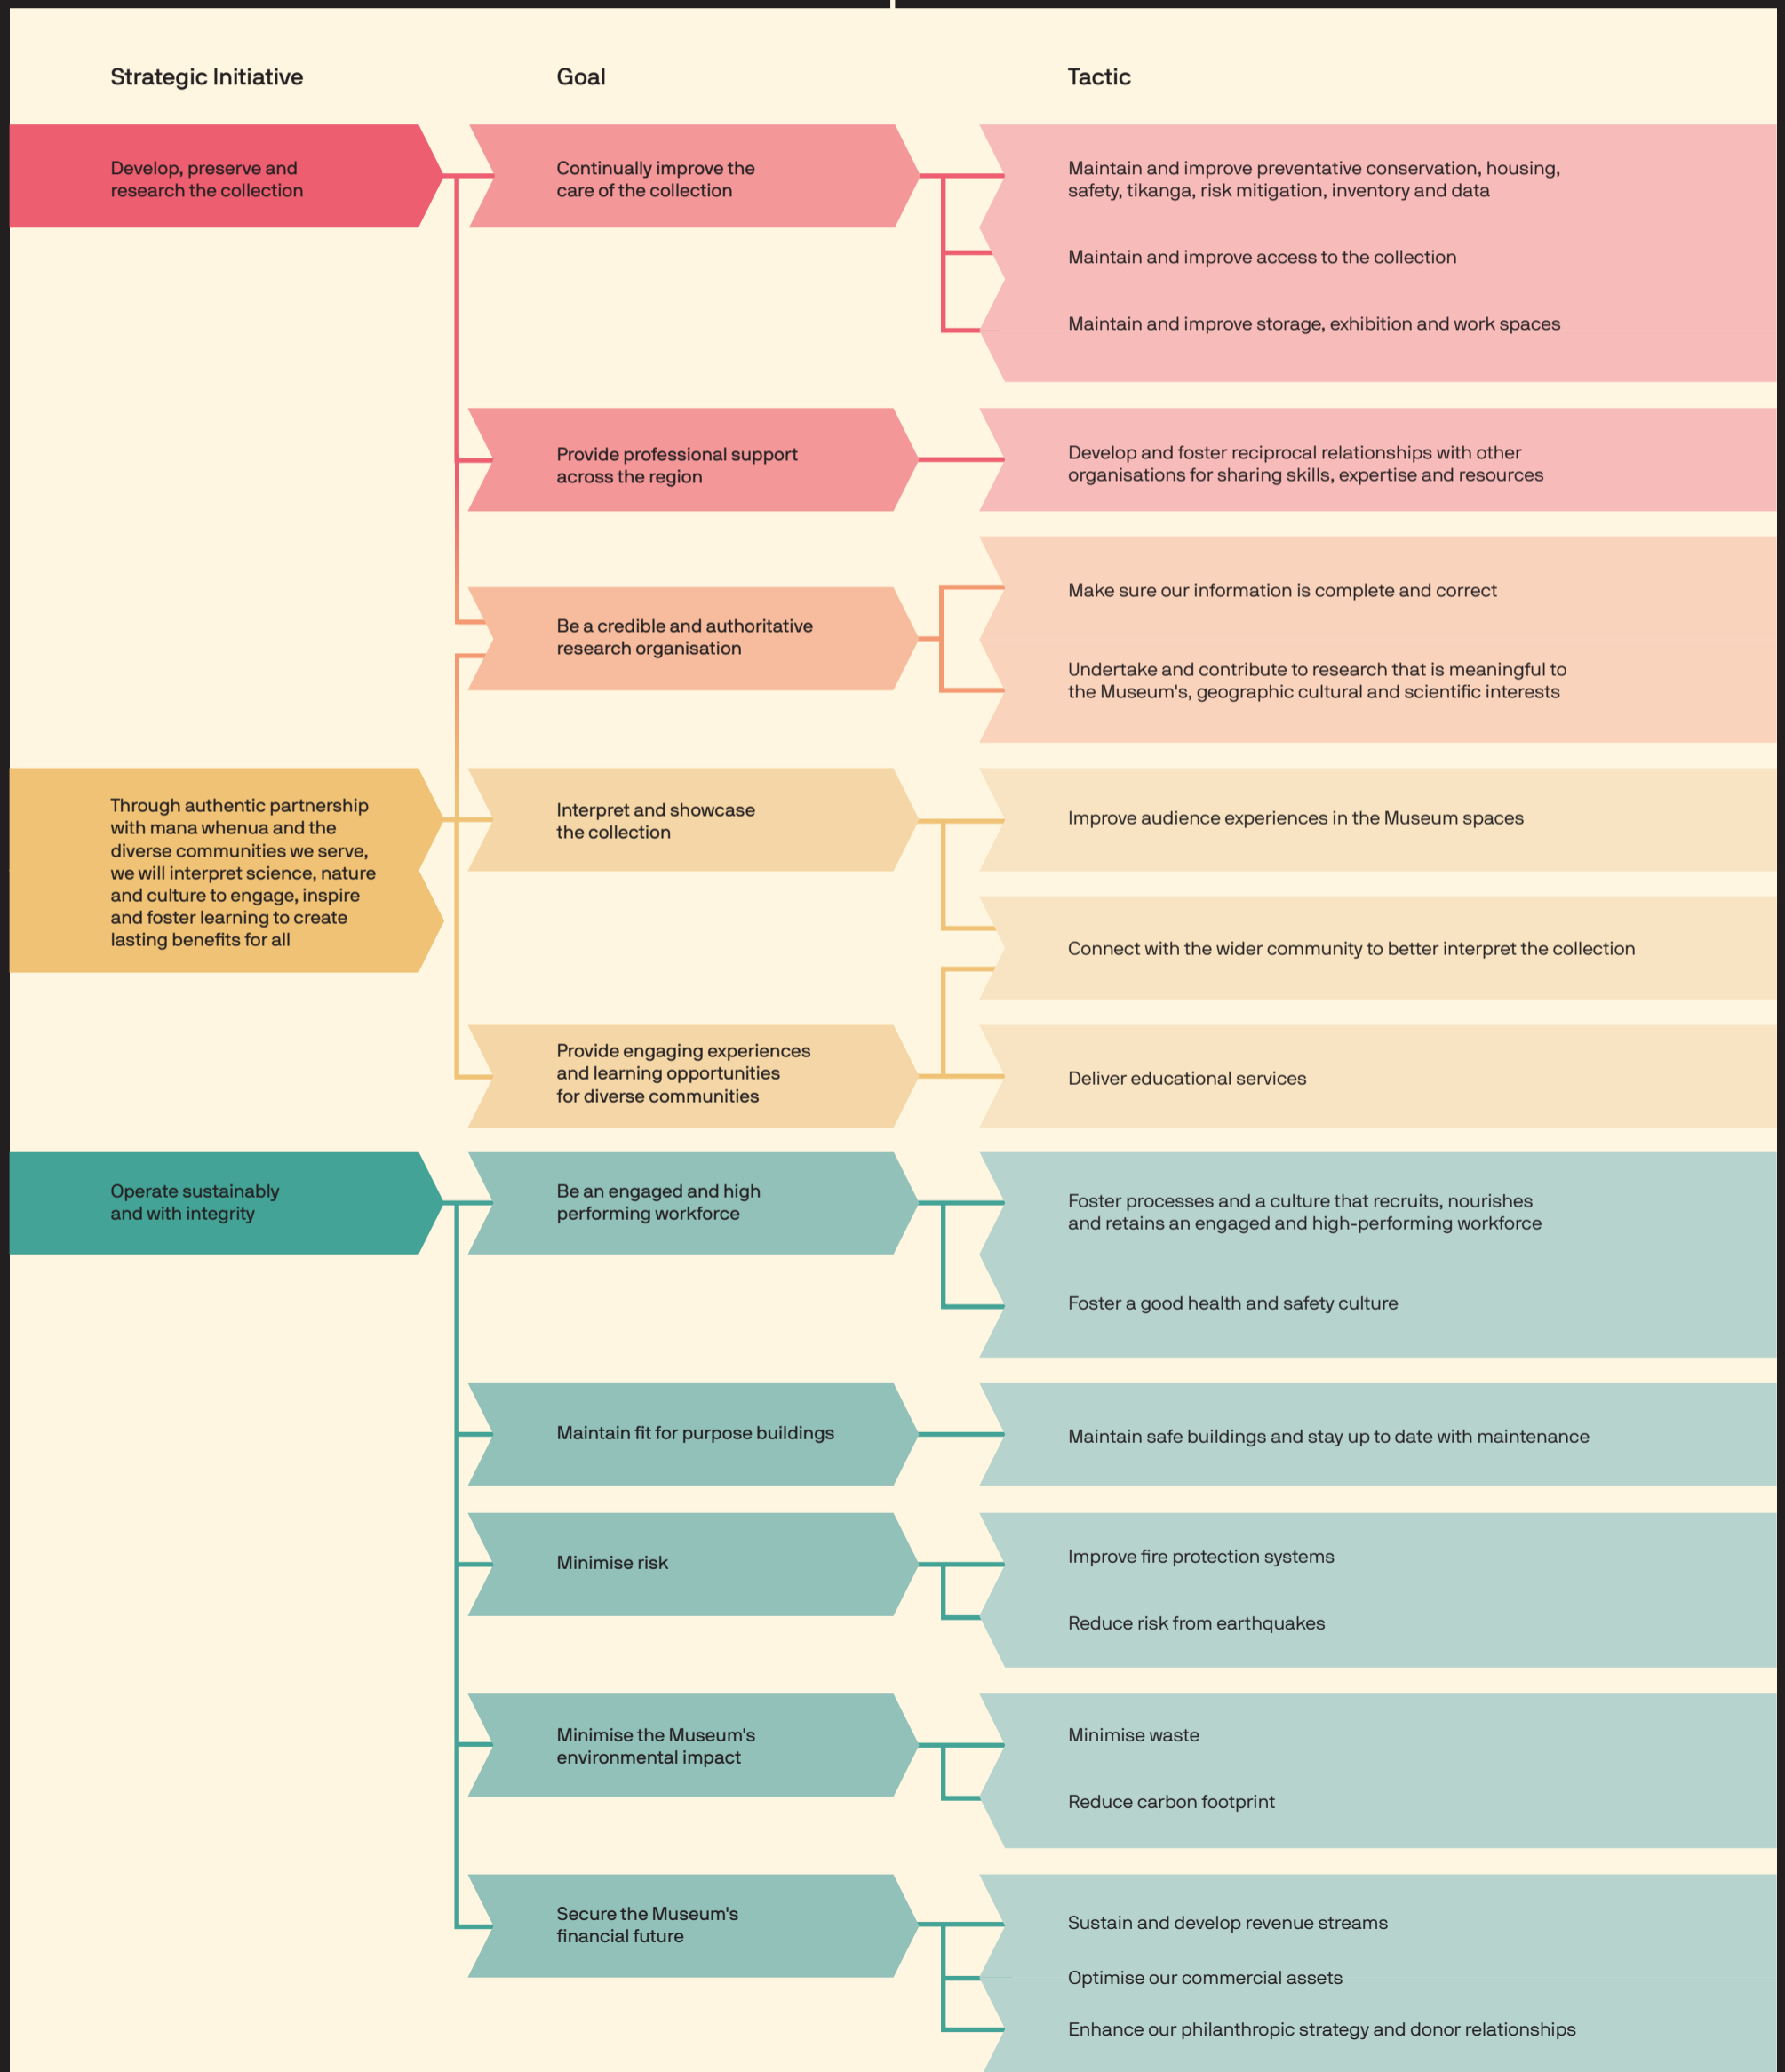 Strategic Initiative
Goal
Tactic
Develop, preserve and
research the collection
Continually improve the
care of the collection
Maintain and improve preventative conservation, housing,
safety, tikanga, risk mitigation, inventory and data
Maintain and improve access to the collection
Maintain and improve storage, exhibition and work spaces
Provide professional support
across the region
Develop and foster reciprocal relationships with other
organisations for sharing skills, expertise and resources
Be a credible and authoritative
research organisation
Make sure our information is complete and correct
Undertake and contribute to research that is meaningful to
the Museum's, geographic cultural and scientific interests
Through authentic partnership
with mana whenua and the
diverse communities we serve,
we will interpret science, nature
and culture to engage, inspire
and foster learning to create
lasting benefits for all
Interpret and showcase
the collection
Improve audience experiences in the Museum spaces
Connect with the wider community to better interpret the collection
Provide engaging experiences
and learning opportunities
for diverse communities
Deliver educational services
Operate sustainably
and with integrity
Be an engaged and high
performing workforce
Foster processes and a culture that recruits, nourishes
and retains an engaged and high-performing workforce
Foster a good health and safety culture
Maintain fit for purpose buildings
Maintain safe buildings and stay up to date with maintenance
Minimise risk
Improve fire protection systems
Reduce risk from earthquakes
Minimise the Museum's
environmental impact
Minimise waste
Reduce carbon footprint
Secure the Museum's
financial future
Sustain and develop revenue streams
Optimise our commercial assets
Enhance our philanthropic strategy and donor relationships